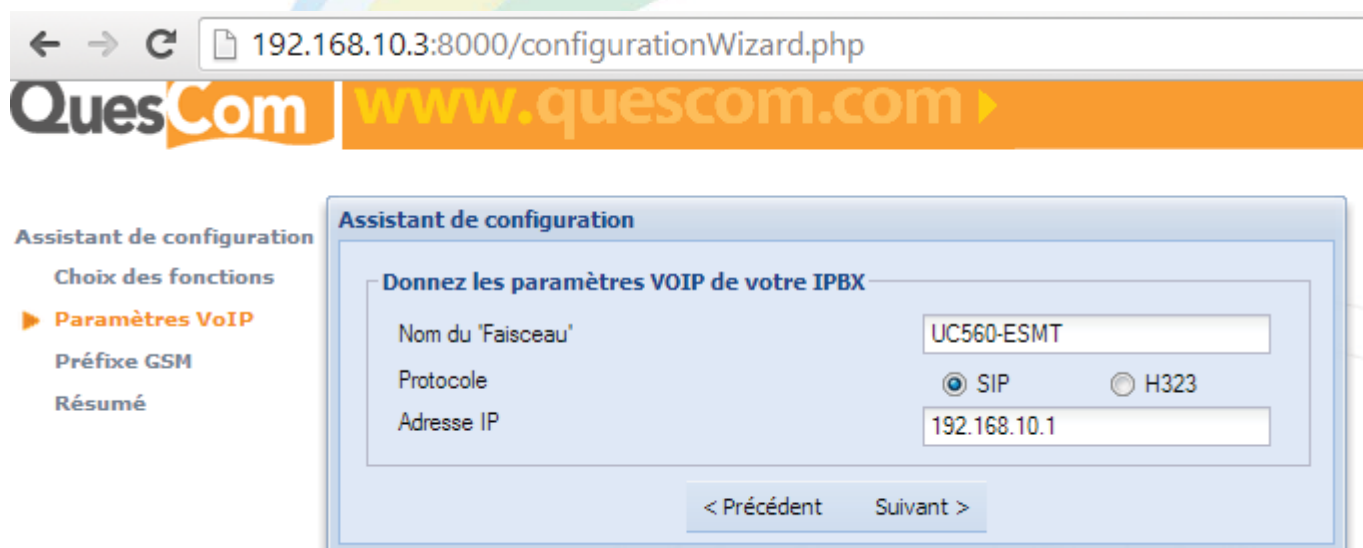 192.168.10.3:8000/configurationWizard.php
QuesCom www.quescom.com
Assistant de configuration
Choix des fonctions
Paramètres VoIP
Préfixe GSM
Résumé
Assistant de configuration
Donnez les paramètres VOIP de votre IPBX
Nom du 'Faisceau' UC560-ESMT
Protocole SIP H323
Adresse IP 192.168.10.1
< Précédent Suivant >